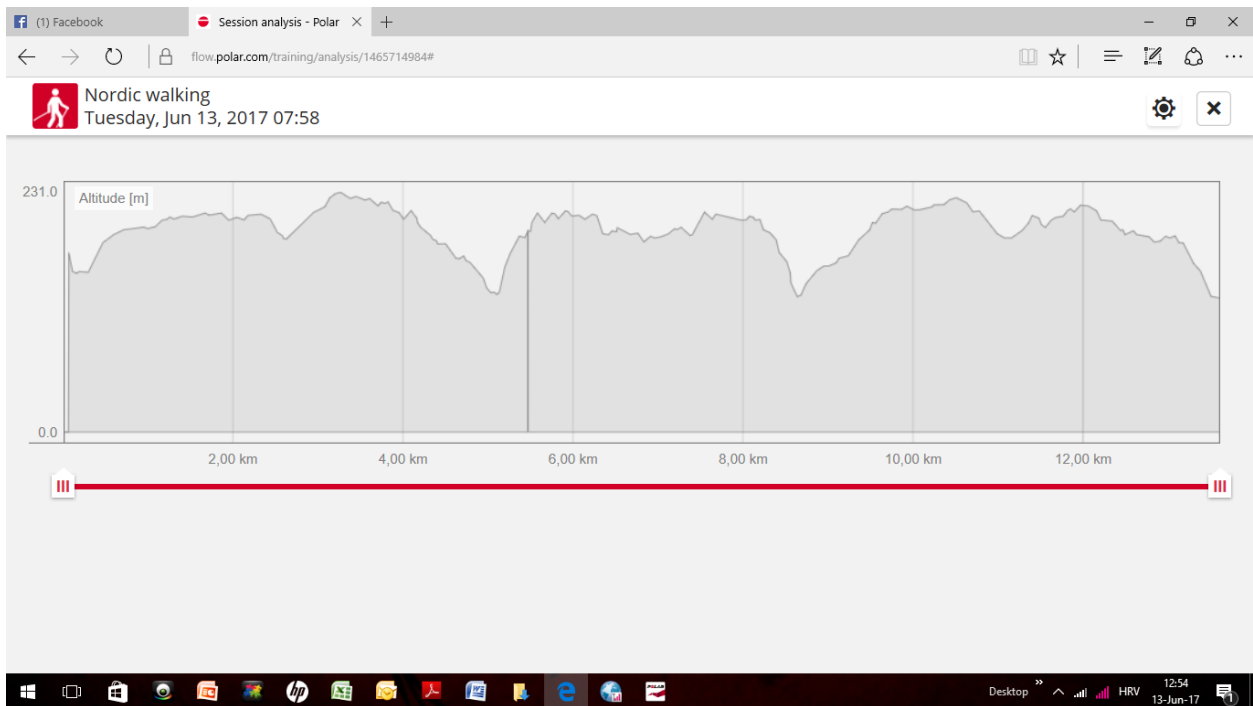 (1) Facebook
Session analysis - Polar
flow.polar.com/training/analysis/1465714984#
Nordic walking
Tuesday, Jun 13, 2017 07:58
231.0
Altitude [m]
0.0
2,00 km 4,00 km 6,00 km 8,00 km 10,00 km 12,00 km
Desktop HRV 12:54
13-Jun-17